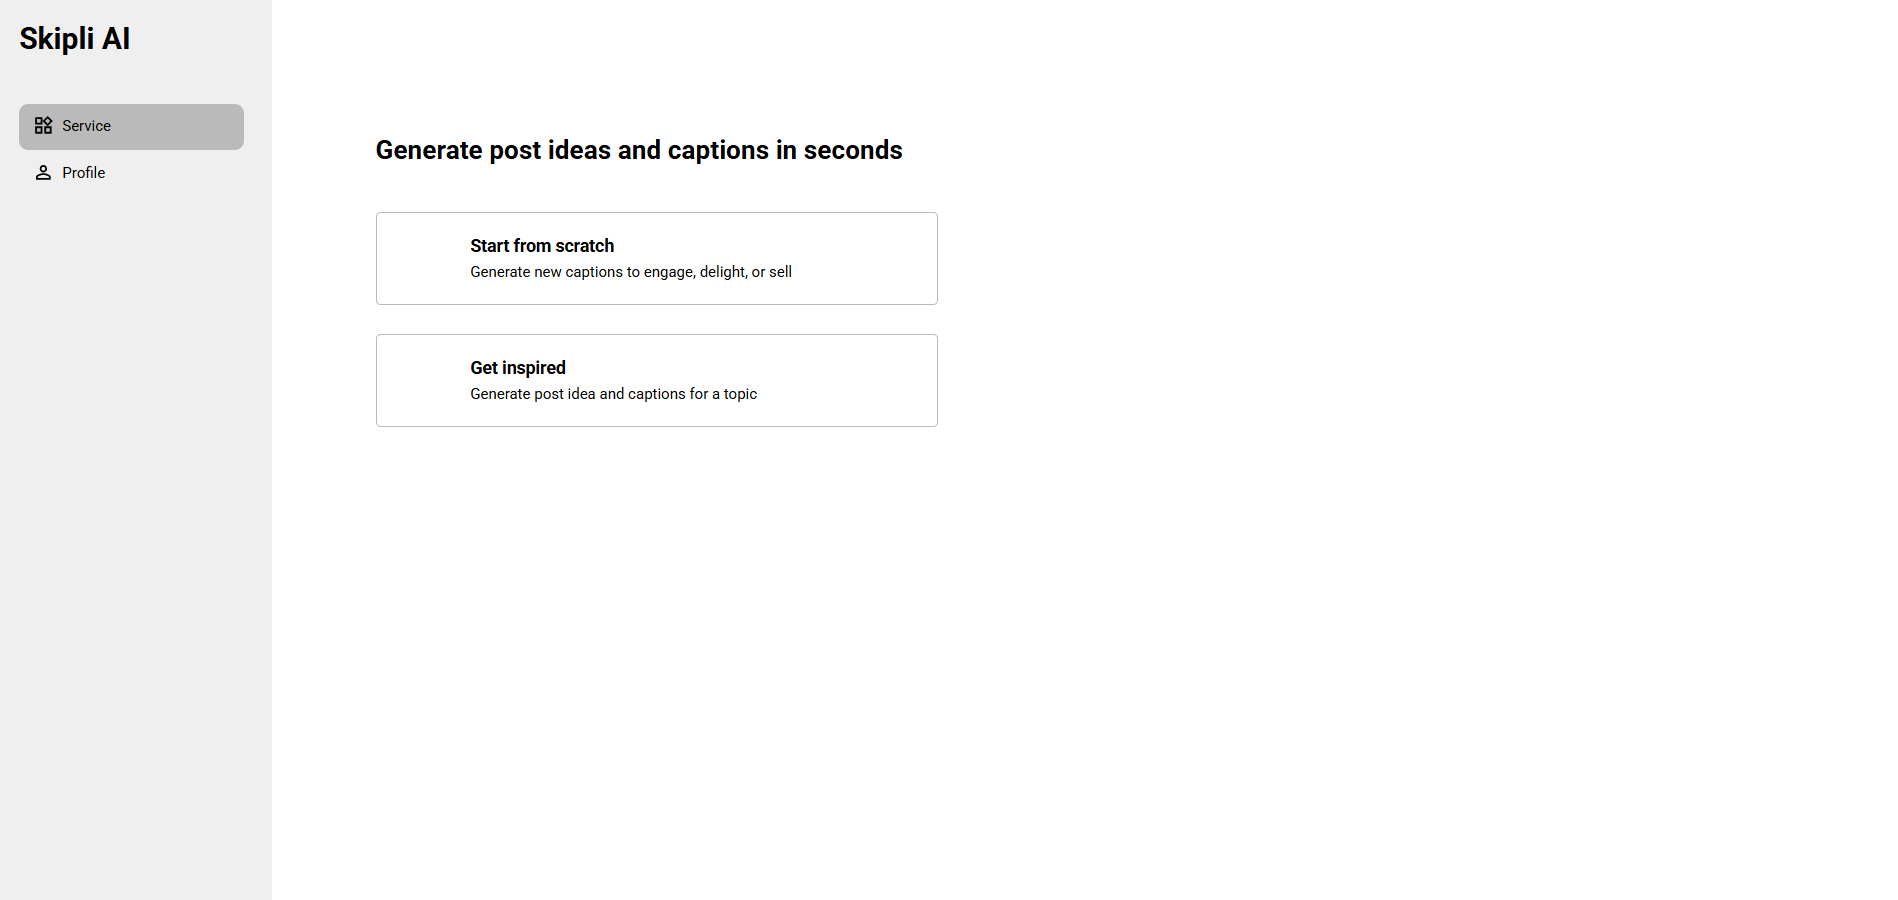 Skipli AI
Service
Profile
Generate post ideas and captions in seconds
Start from scratch
Generate new captions to engage, delight, or sell
Get inspired
Generate post idea and captions for a topic